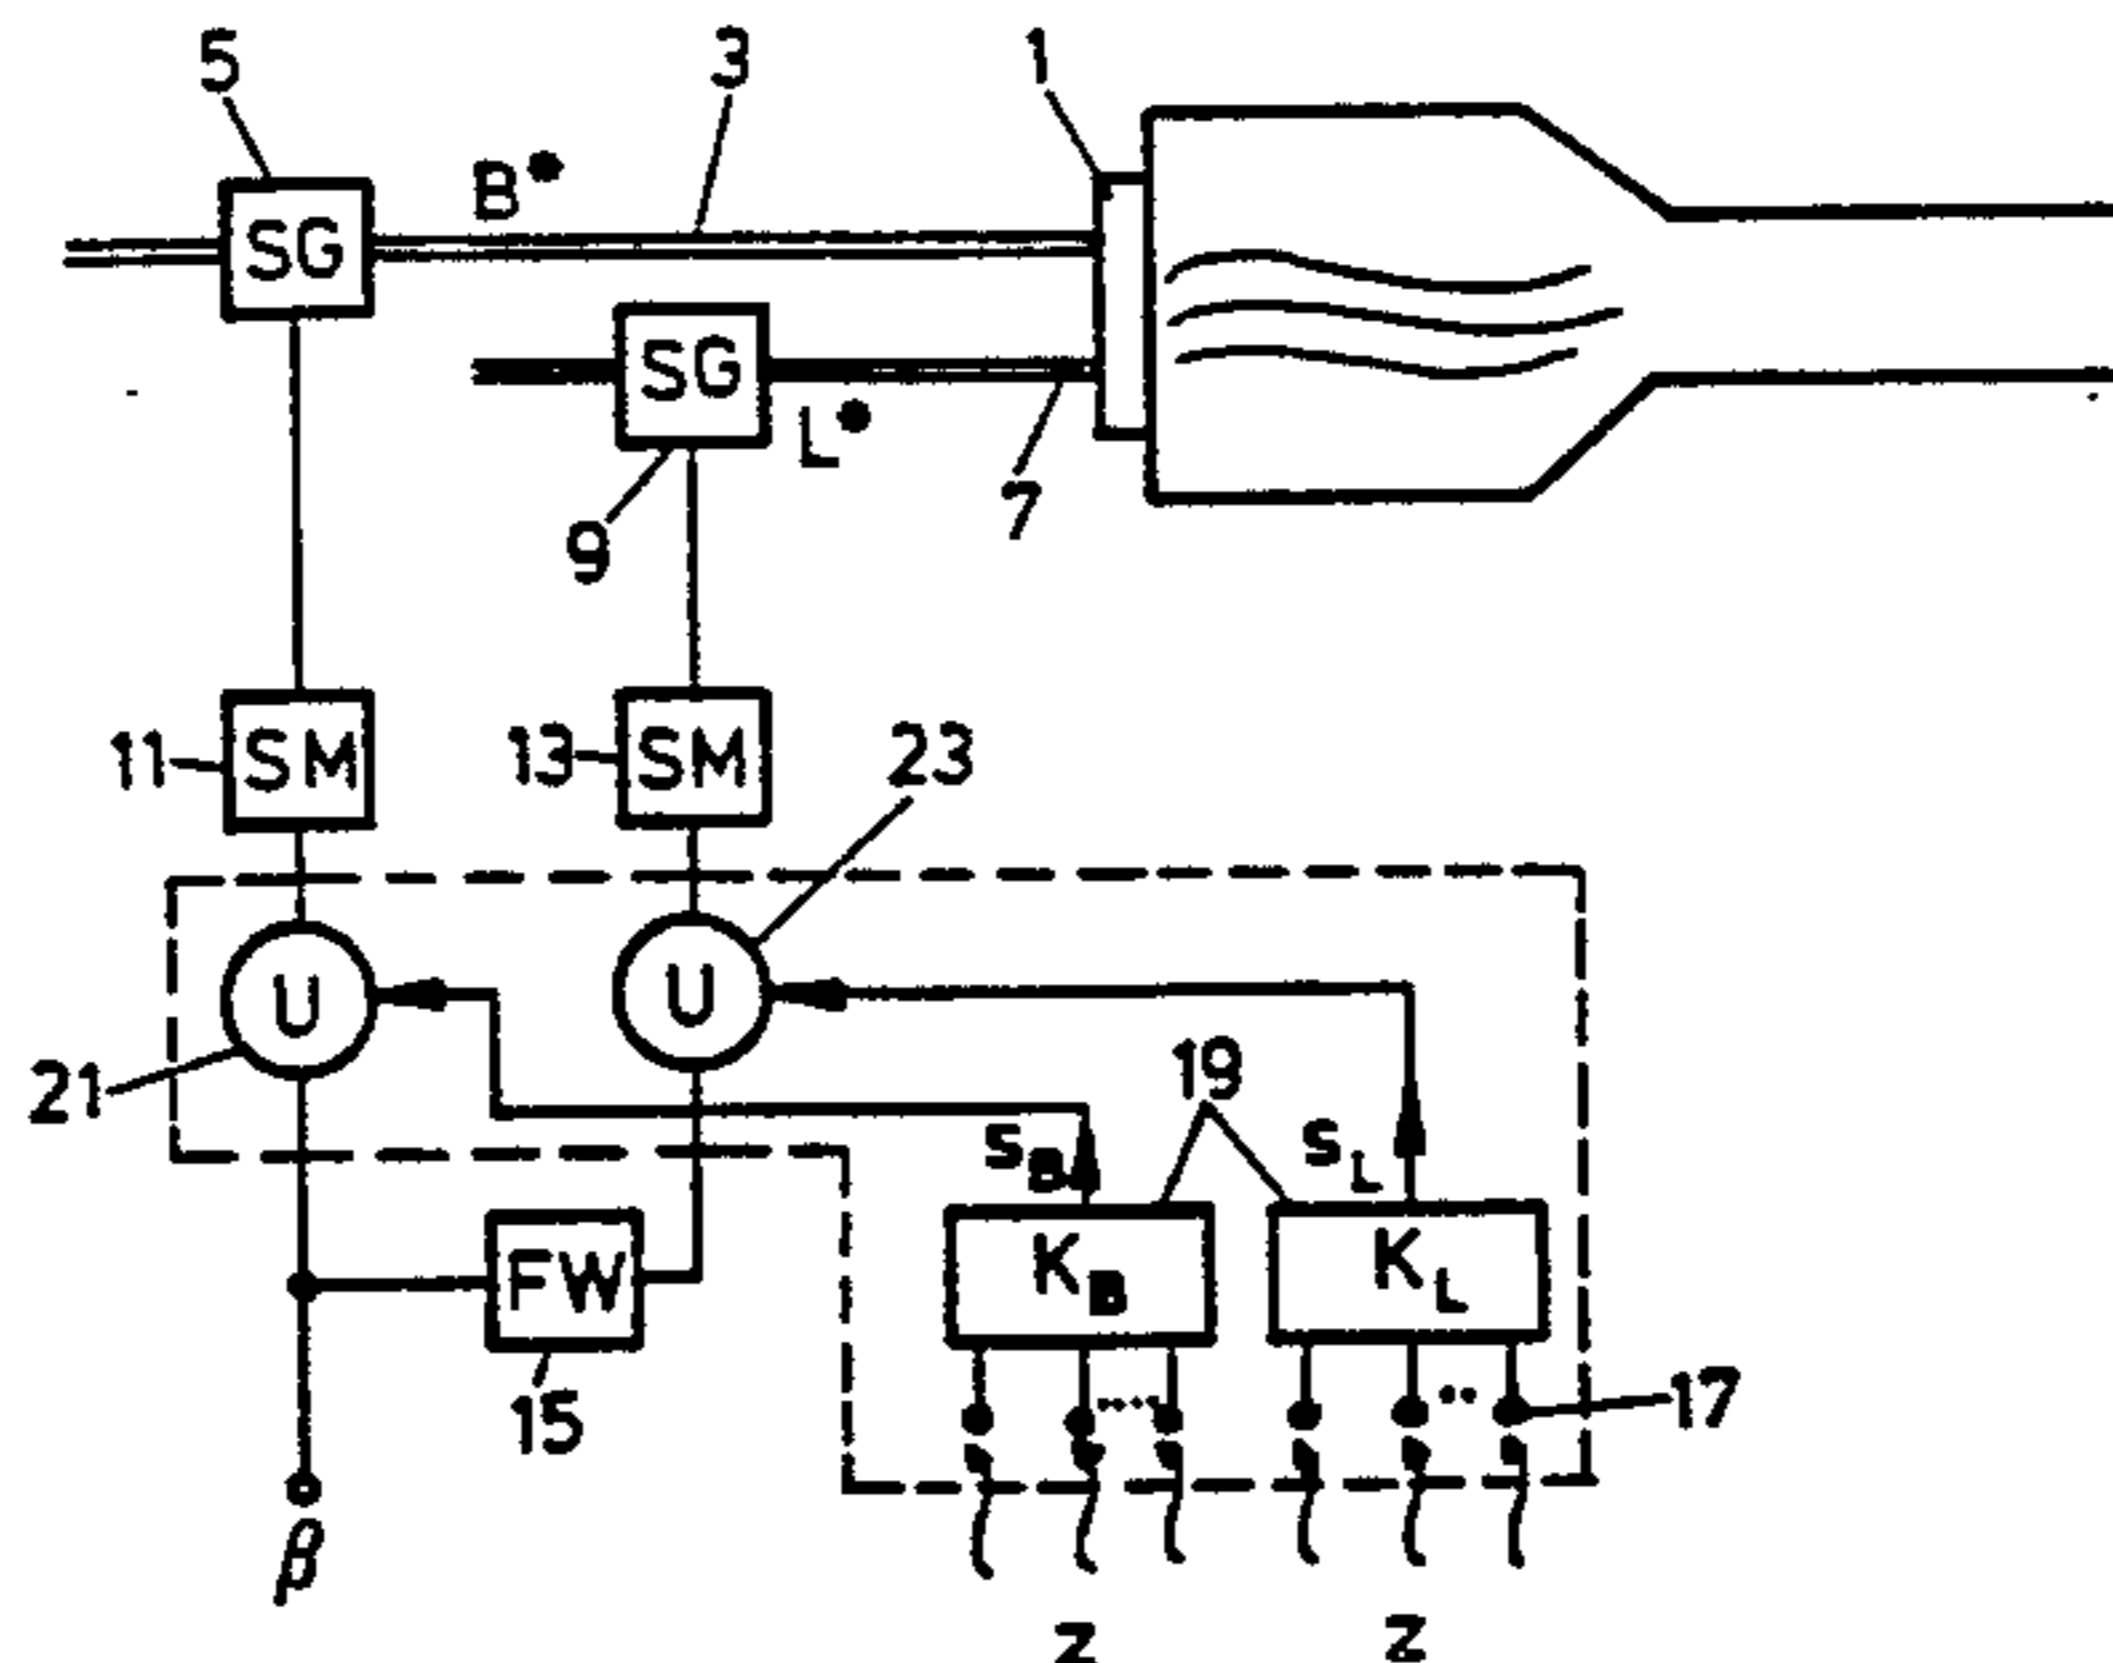 5 3 1
B•
SG
SG
L•
9 7
11 SM 13 SM 23
U U
21 19
s_B s_L
FW K_B K_L
15 17
β
z z